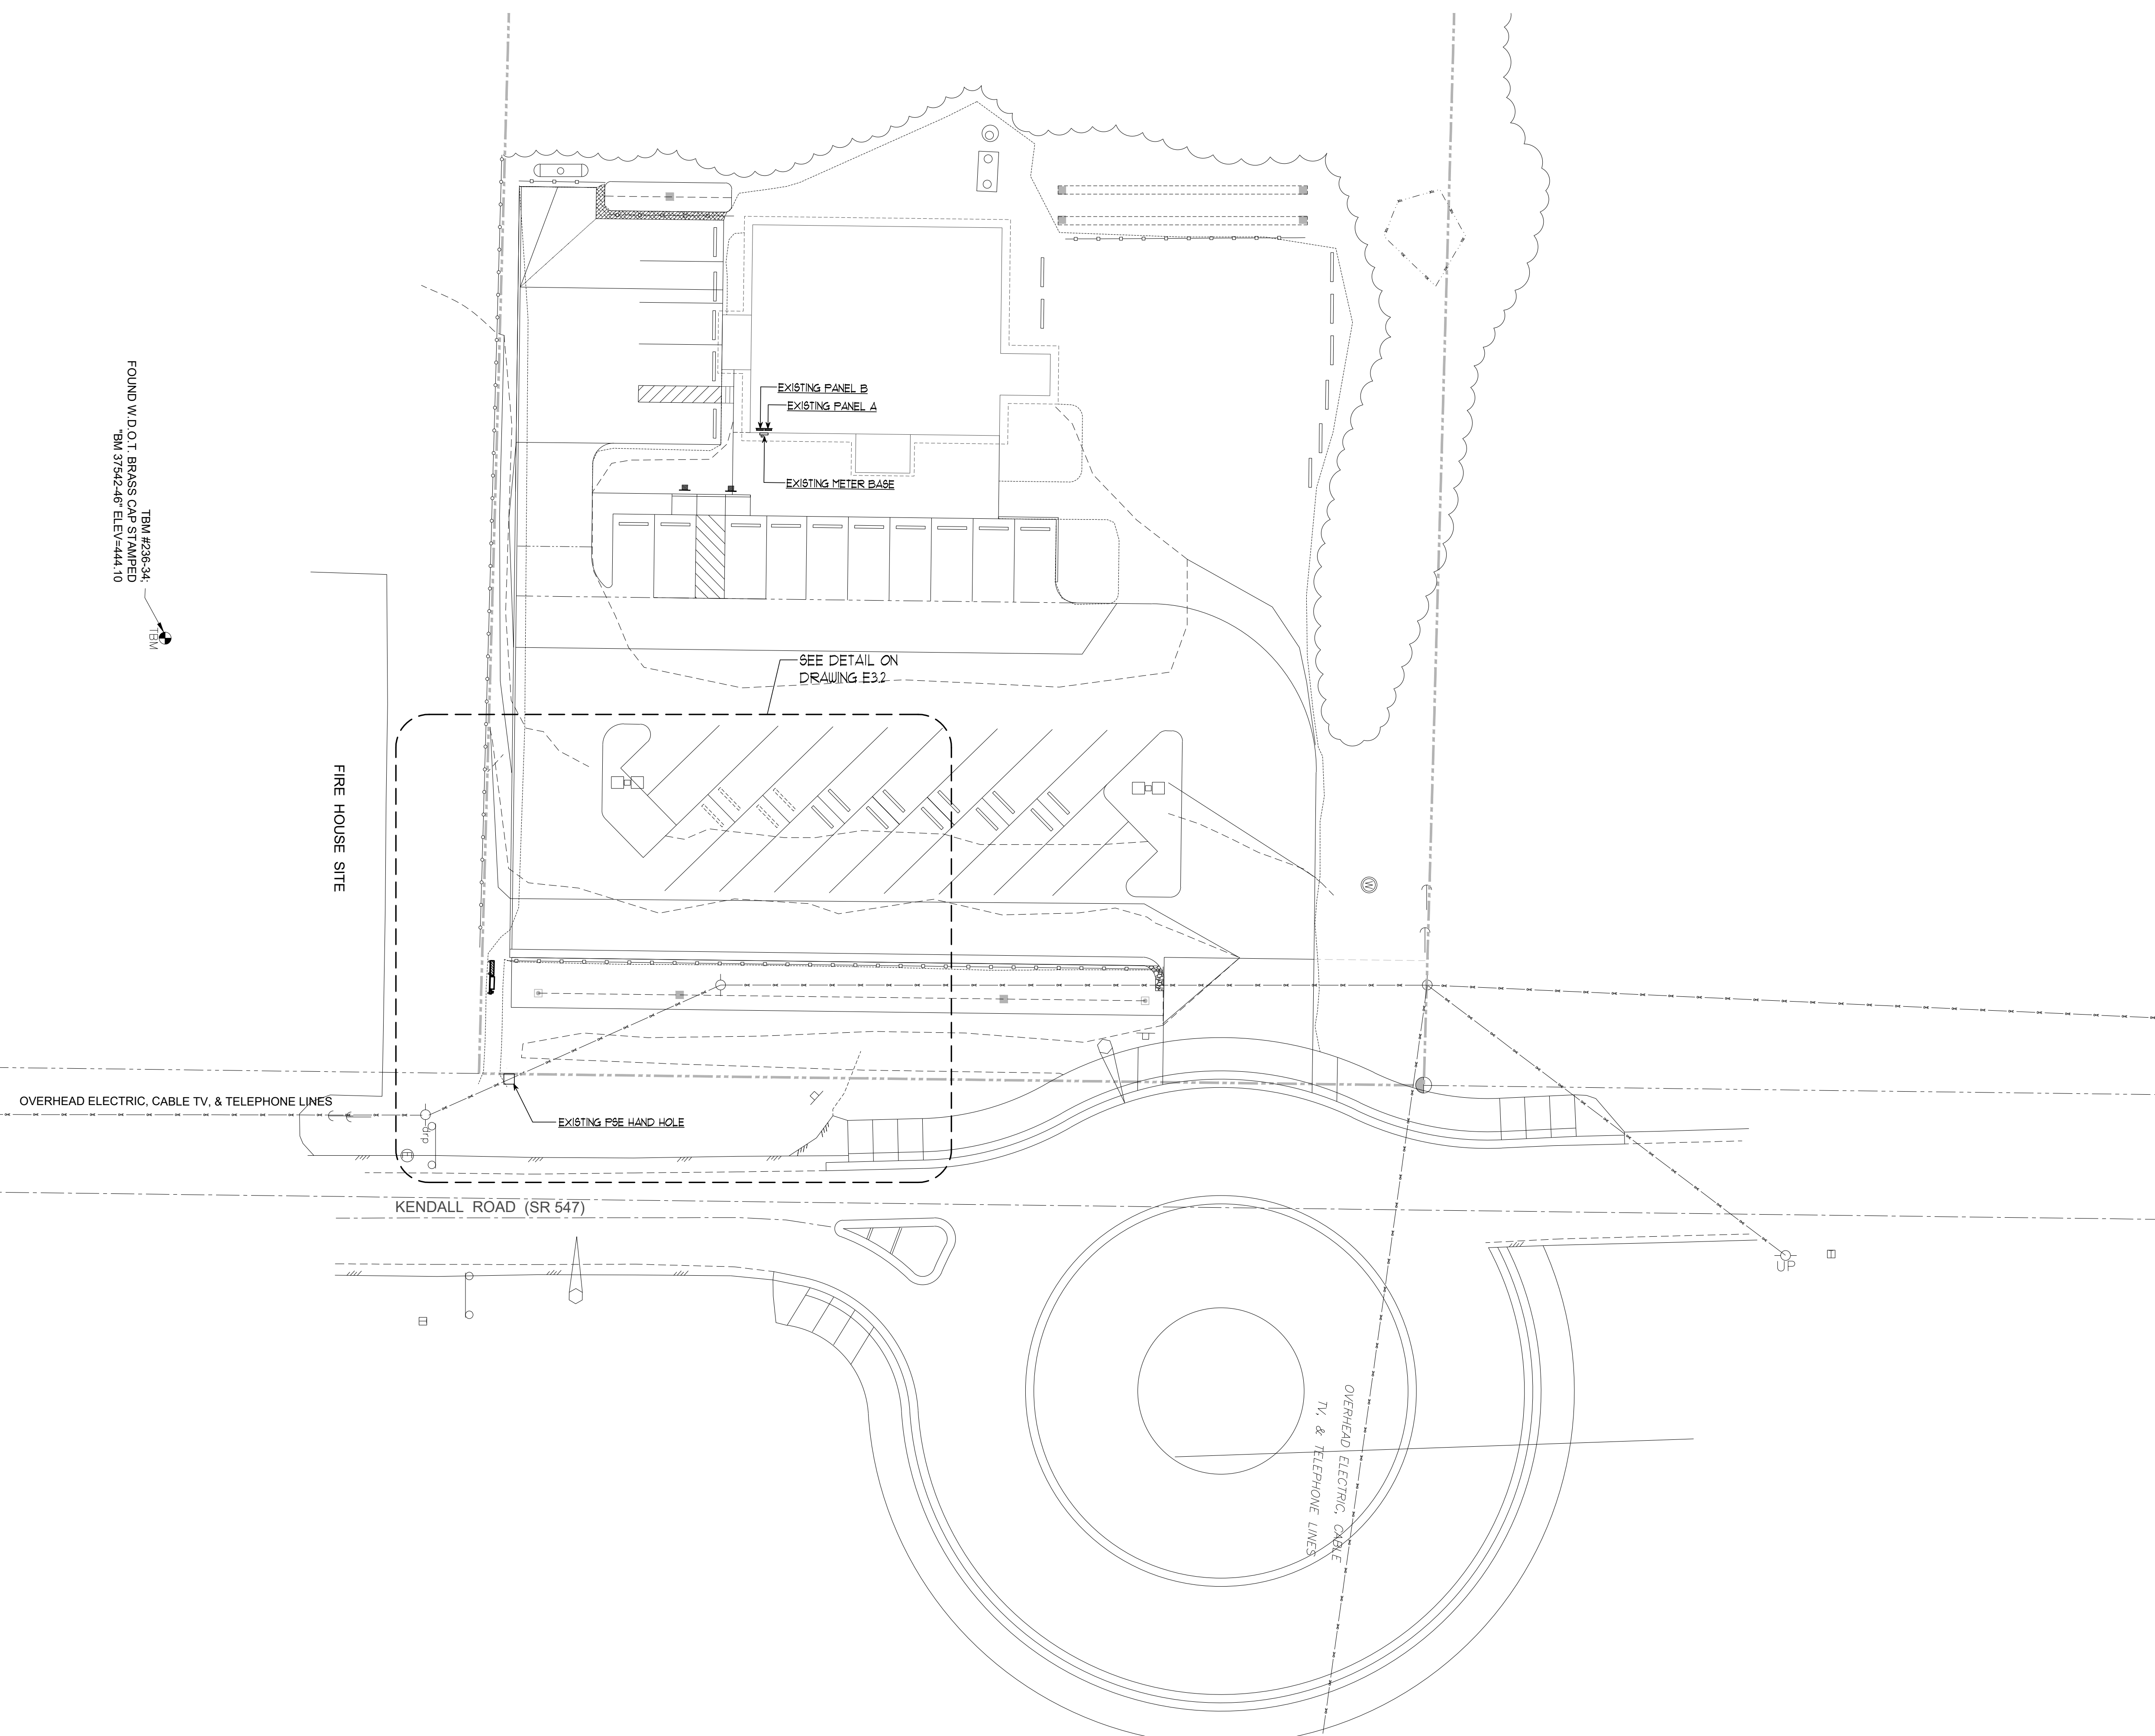 EXISTING PANEL B
EXISTING PANEL A
EXISTING METER BASE
TBM #236-34;
FOUND W.D.O.T. BRASS CAP STAMPED
"BM 37542-46" ELEV=444.10
TBM
SEE DETAIL ON
DRAWING E3.2
FIRE HOUSE SITE
W
OVERHEAD ELECTRIC, CABLE TV, & TELEPHONE LINES
EXISTING PSE HAND HOLE
KENDALL ROAD (SR 547)
UP
T
OVERHEAD ELECTRIC, CABLE
TV, & TELEPHONE LINES